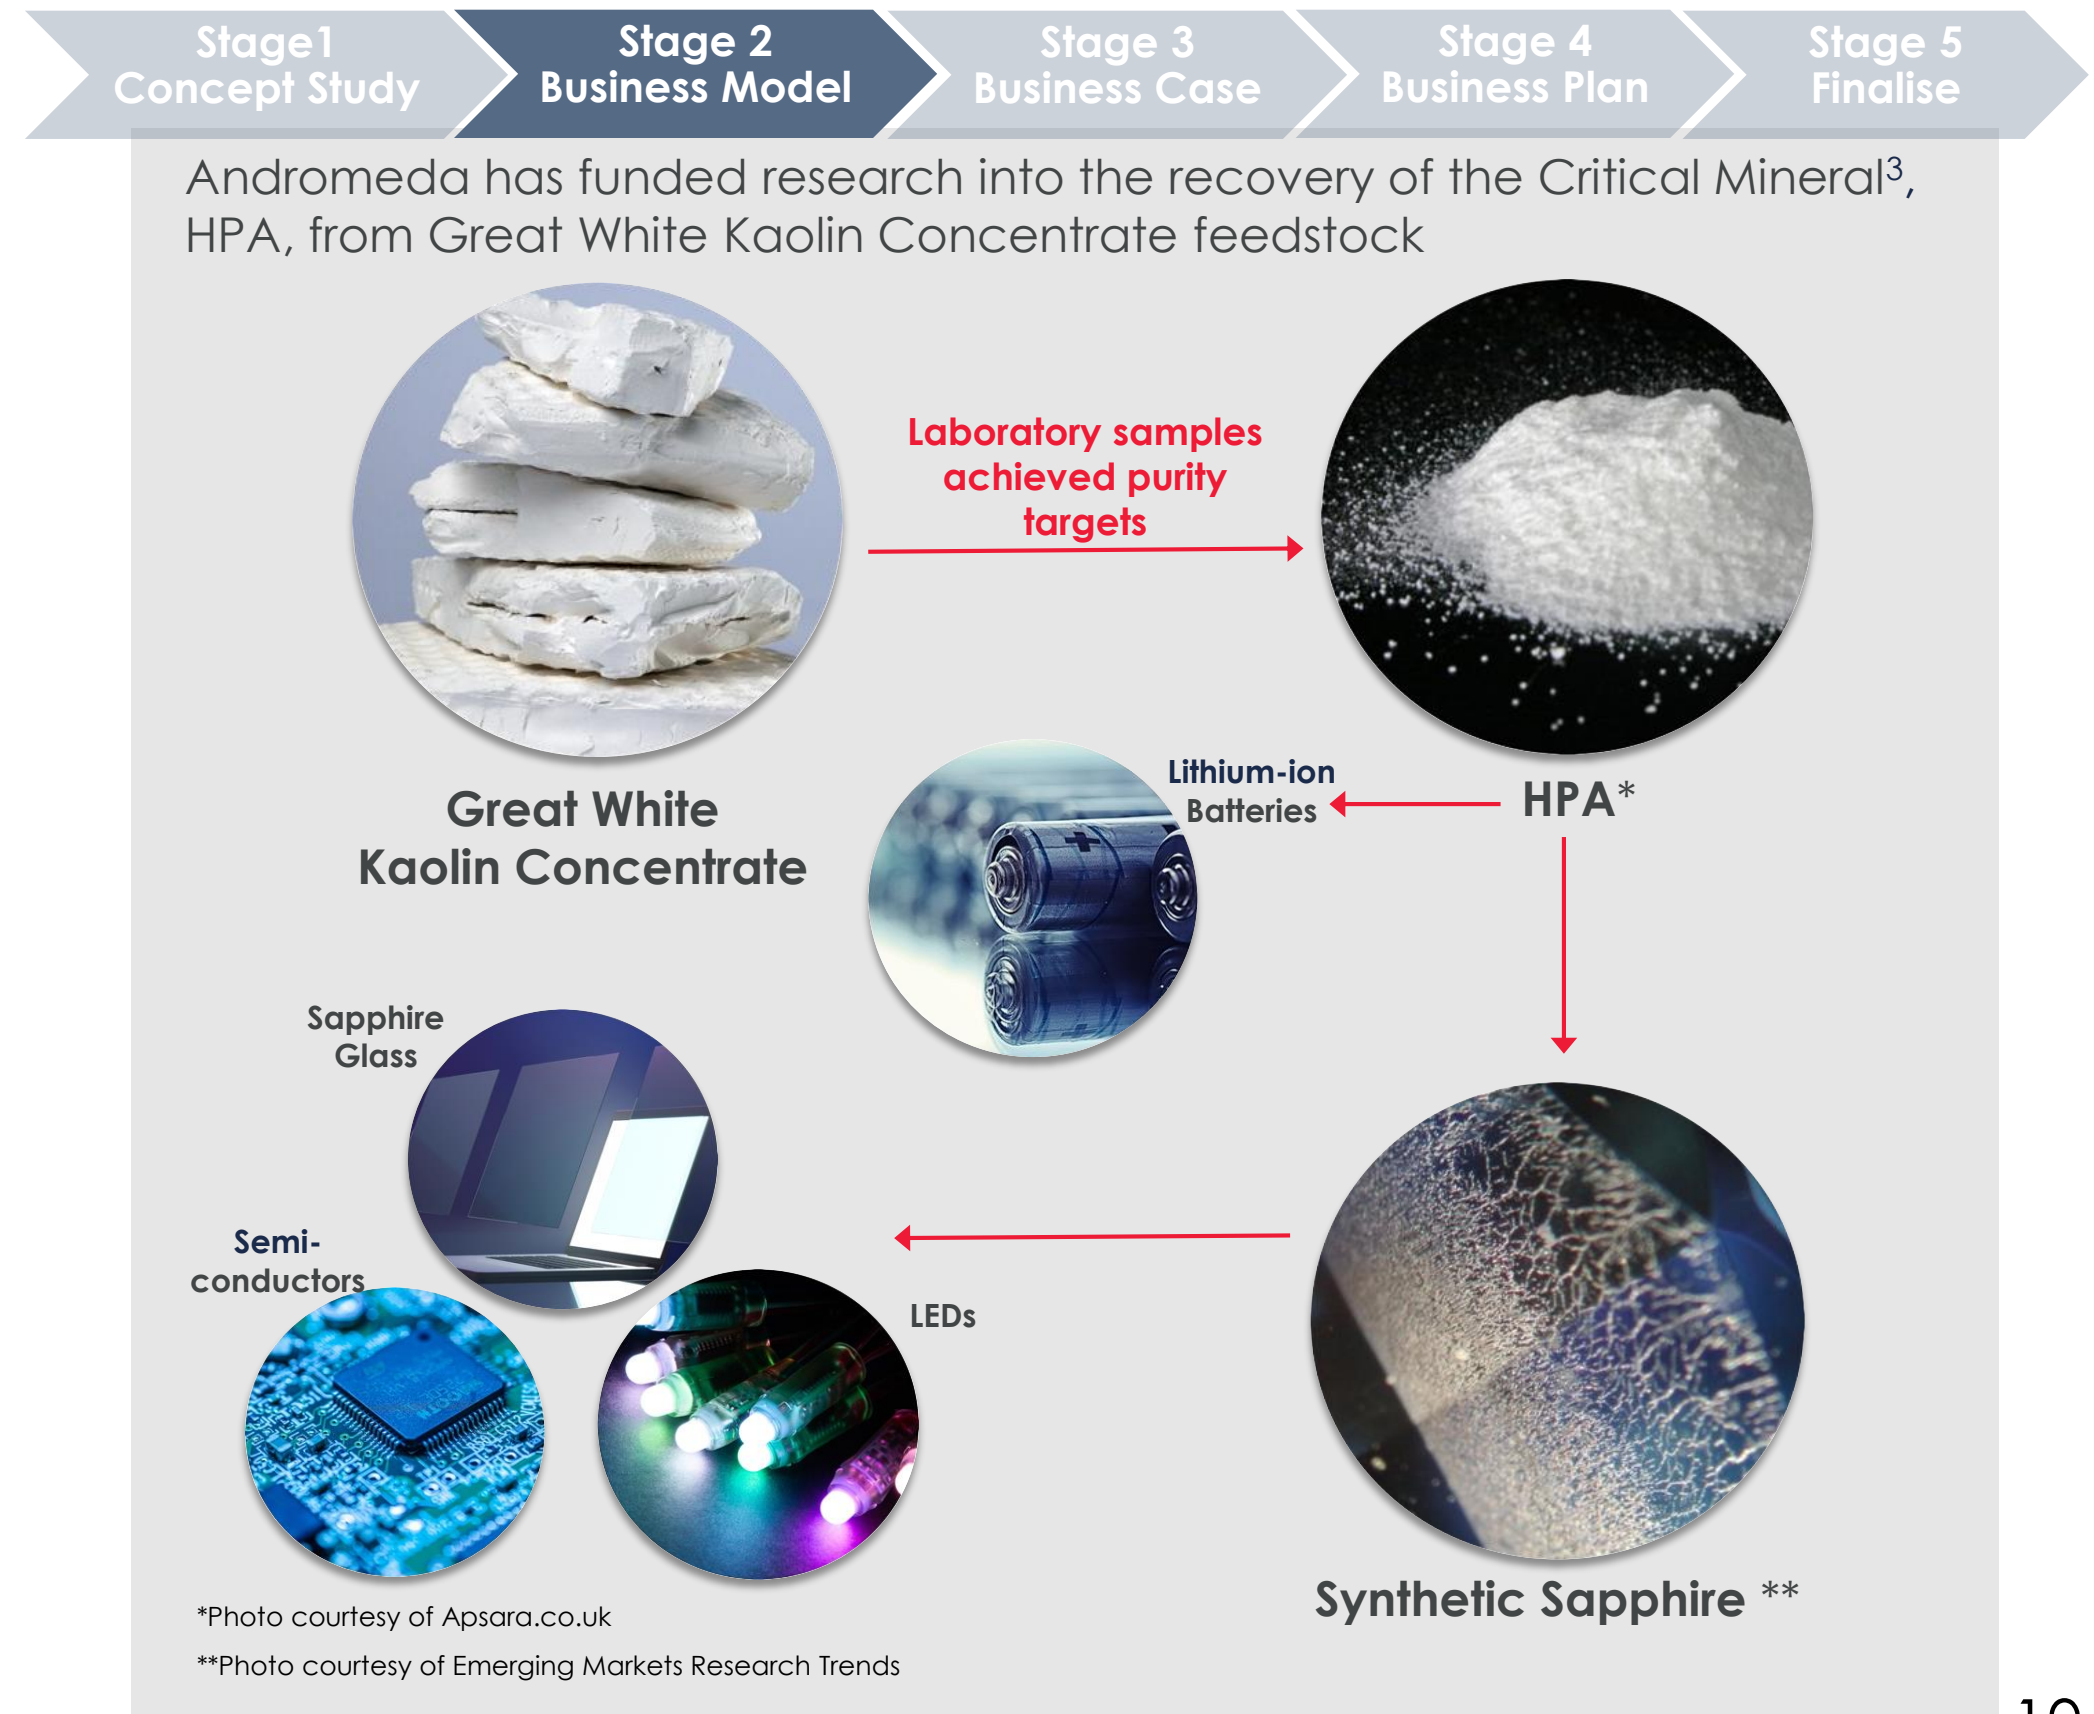 Stage1
Concept Study
Stage 2
Business Model
Stage 3
Business Case
Stage 4
Business Plan
Stage 5
Finalise
Andromeda has funded research into the recovery of the Critical Mineral³,
HPA, from Great White Kaolin Concentrate feedstock
Laboratory samples
achieved purity
targets
Great White
Kaolin Concentrate
Lithium-ion
Batteries
HPA*
Sapphire
Glass
Semi-
conductors
LEDs
Synthetic Sapphire **
*Photo courtesy of Apsara.co.uk
**Photo courtesy of Emerging Markets Research Trends